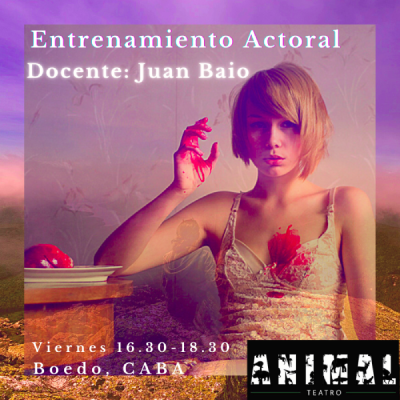 Entrenamiento Actoral
Docente: Juan Baio
Viernes 16.30-18.30
Boedo, CABA
ANIMAL
TEATRO